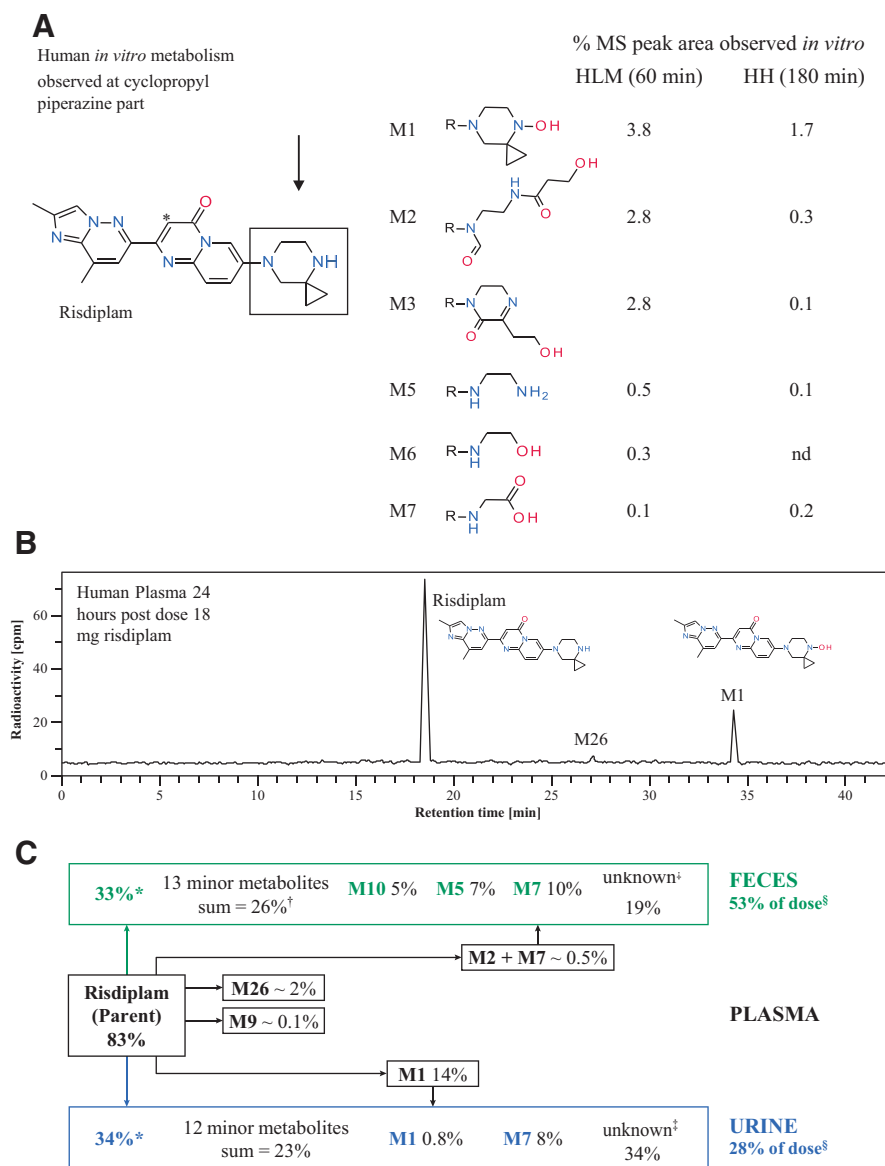 A
Human in vitro metabolism
observed at cyclopropyl
piperazine part
% MS peak area observed in vitro
HLM (60 min) HH (180 min)
M1 R N N OH 3.8 1.7
M2 R N O H N O OH 2.8 0.3
M3 R N N O OH 2.8 0.1
M5 R N H NH2 0.5 0.1
M6 R N H OH 0.3 nd
M7 R N H O OH 0.1 0.2
N N N N O N * N NH
Risdiplam
B
Human Plasma 24
hours post dose 18
mg risdiplam
Risdiplam
M26
M1
N N N N O N N NH
N N N N O N N N OH
Radioactivity [cpm]
60
40
20
0
0 5 10 15 20 25 30 35 40
Retention time [min]
C
33%* 13 minor metabolites M10 5% M5 7% M7 10% unknown‡ FECES
sum = 26%† 19% 53% of dose§
M2 + M7 ~ 0.5%
Risdiplam
(Parent)
83%
M26 ~ 2%
M9 ~ 0.1%
PLASMA
M1 14%
34%* 12 minor metabolites M1 0.8% M7 8% unknown‡ URINE
sum = 23% 34% 28% of dose§